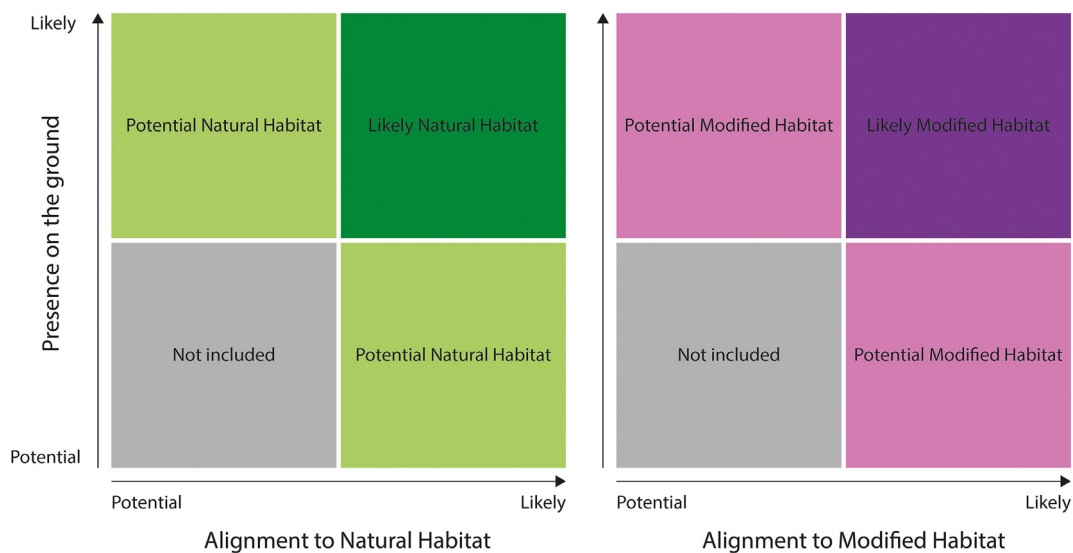 Likely
Presence on the ground
Potential
Potential Natural Habitat
Likely Natural Habitat
Not included
Potential Natural Habitat
Potential
Likely
Alignment to Natural Habitat
Potential Modified Habitat
Likely Modified Habitat
Not included
Potential Modified Habitat
Potential
Likely
Alignment to Modified Habitat